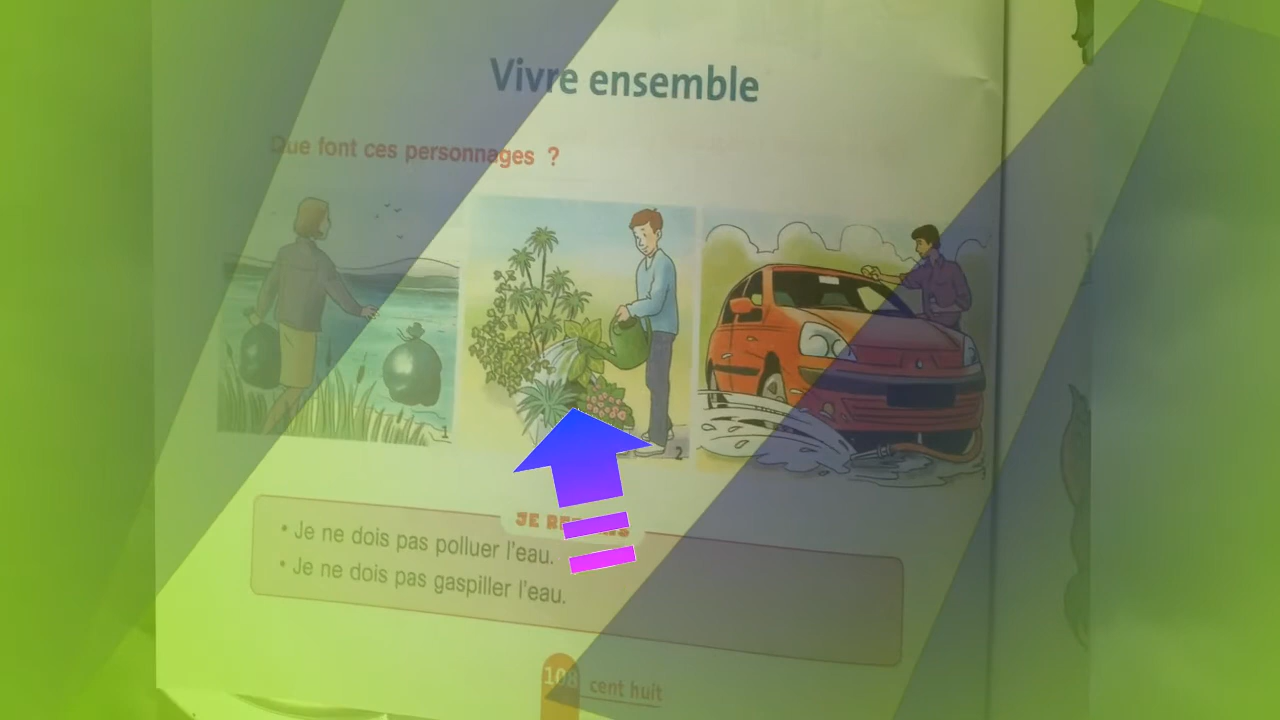 Vivre ensemble
Que font ces personnages ?
1
2
JE
• Je ne dois pas polluer l'eau.
• Je ne dois pas gaspiller l'eau.
108 cent huit